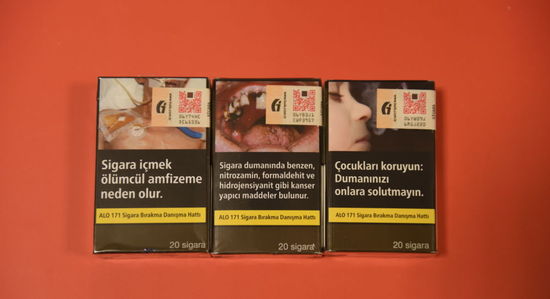 Sigara içmek
ölümcül amfizeme
neden olur.
ALO 171 Sigara Bırakma Danışma Hattı
20 sigara
Sigara dumanında benzen,
nitrozamin, formaldehit ve
hidrojensiyanit gibi kanser
yapıcı maddeler bulunur.
ALO 171 Sigara Bırakma Danışma Hattı
20 sigara
Çocukları koruyun:
Dumanınızı
onlara solutmayın.
ALO 171 Sigara Bırakma Danışma Hattı
20 sigara